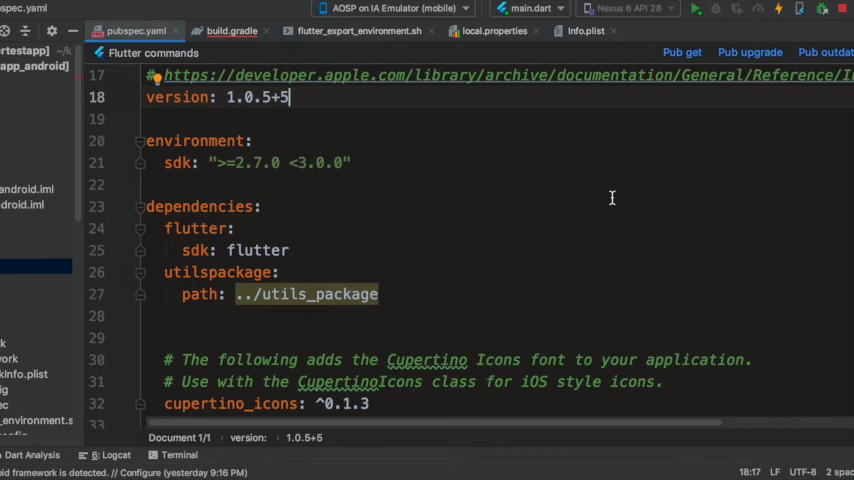 pspec.yaml
AOSP on IA Emulator (mobile)
main.dart
Nexus 6 API 28
pubspec.yaml
build.gradle
flutter_export_environment.sh
local.properties
Info.plist
ertestapp] ~/k
app_android]
Flutter commands
Pub get
Pub upgrade
Pub outdat
17 # https://developer.apple.com/library/archive/documentation/General/Reference/I
18 version: 1.0.5+5
19
20 environment:
21 sdk: ">=2.7.0 <3.0.0"
22
23 dependencies:
24 flutter:
25 sdk: flutter
26 utilspackage:
27 path: ../utils_package
28
29
30 # The following adds the Cupertino Icons font to your application.
31 # Use with the CupertinoIcons class for iOS style icons.
32 cupertino_icons: ^0.1.3
33
android.iml
droid.iml
k
work
kInfo.plist
ig
ec
_environment.s
Document 1/1
version:
1.0.5+5
Dart Analysis
6: Logcat
Terminal
oid framework is detected. // Configure (yesterday 9:16 PM)
18:17
LF
UTF-8
2 spac